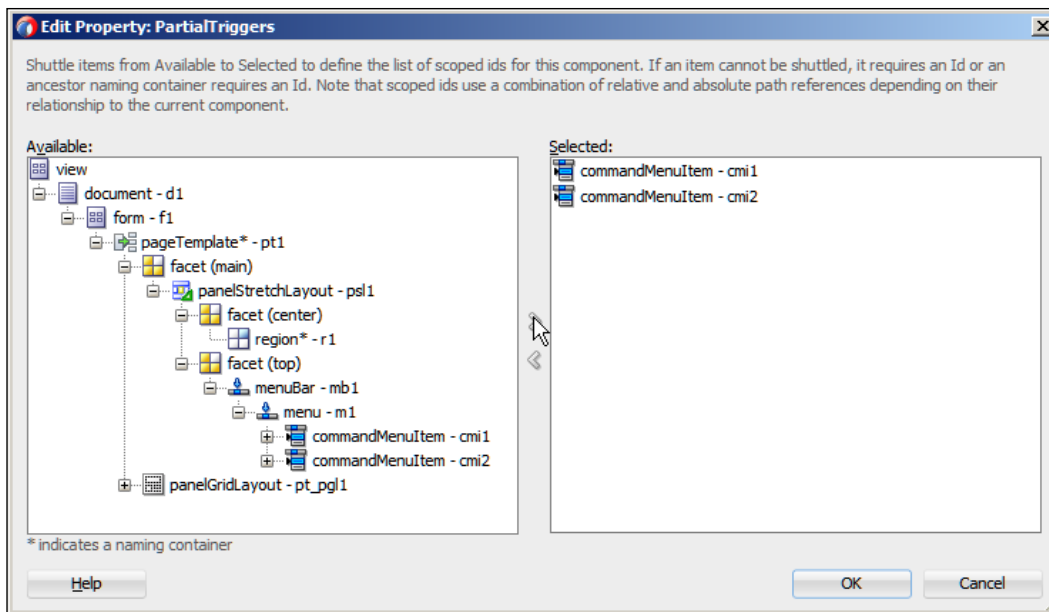 Edit Property: PartialTriggers
Shuttle items from Available to Selected to define the list of scoped ids for this component. If an item cannot be shuttled, it requires an Id or an
ancestor naming container requires an Id. Note that scoped ids use a combination of relative and absolute path references depending on their
relationship to the current component.
Available:
view
document - d1
form - f1
pageTemplate* - pt1
facet (main)
panelStretchLayout - psl1
facet (center)
region* - r1
facet (top)
menuBar - mb1
menu - m1
commandMenuItem - cmi1
commandMenuItem - cmi2
panelGridLayout - pt_pgl1
* indicates a naming container
Selected:
commandMenuItem - cmi1
commandMenuItem - cmi2
Help
OK
Cancel